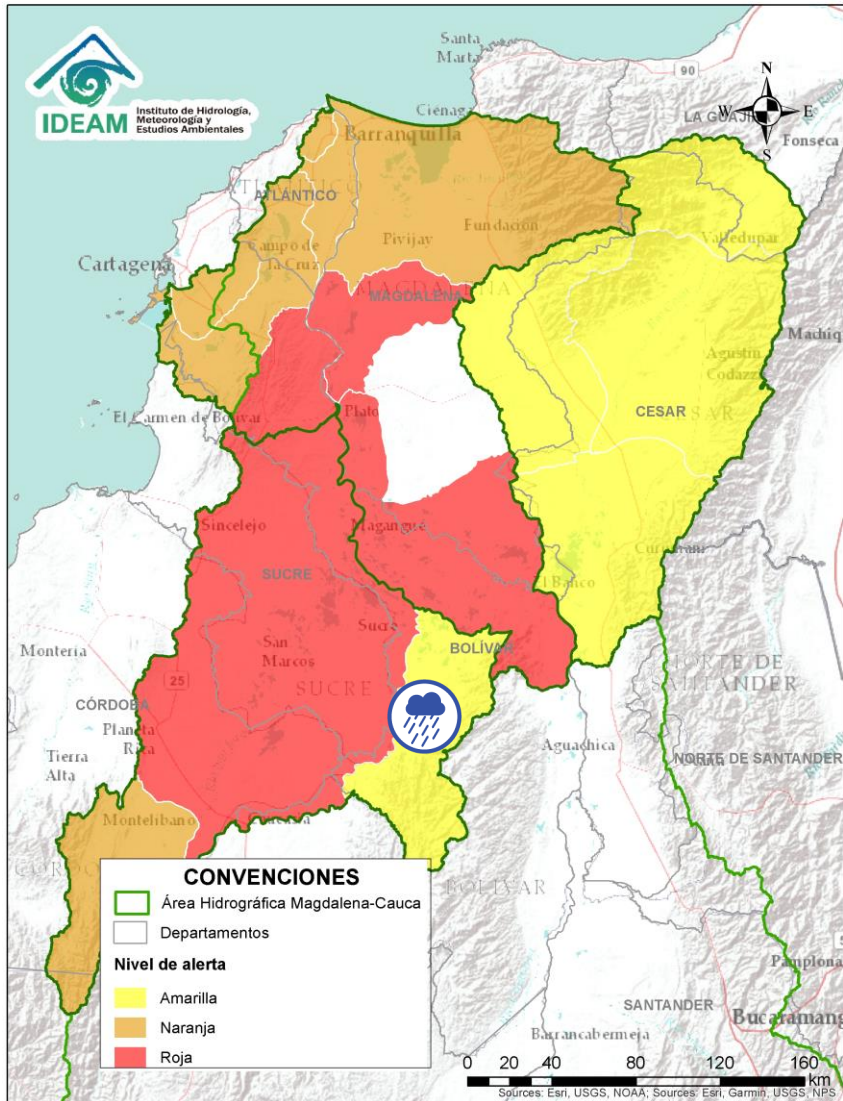 IDEAM
Instituto de Hidrología,
Meteorología y
Estudios Ambientales
Santa
Marta
90
N
W
E
S
LA GUAJIRA
Ciénaga
Fonseca
Barranquilla
ATLÁNTICO
Fundación
Pivijay
Campo de
la Cruz
Valledupar
Cartagena
MAGDALENA
Machiq
Agustín
Codazzi
CESAR
El Carmen de Bolívar
Plato
Sincelejo
Magangué
Curumaní
SUCRE
El Banco
Sucre
Montería
San
Marcos
BOLÍVAR
25
SUCRE
NORTE DE
SANTANDER
CÓRDOBA
Planeta
Rica
Aguachica
Tierra
Alta
NORTE DE SANTANDER
Montelíbano
Caucasia
BOLÍVAR
CONVENCIONES
Área Hidrográfica Magdalena-Cauca
Departamentos
Nivel de alerta
Amarilla
Naranja
Roja
Pamplona
SANTANDER
Bucaramang
Barrancabermeja
0 20 40 80 120 160
km
Sources: Esri, USGS, NOAA; Sources: Esri, Garmin, USGS, NPS